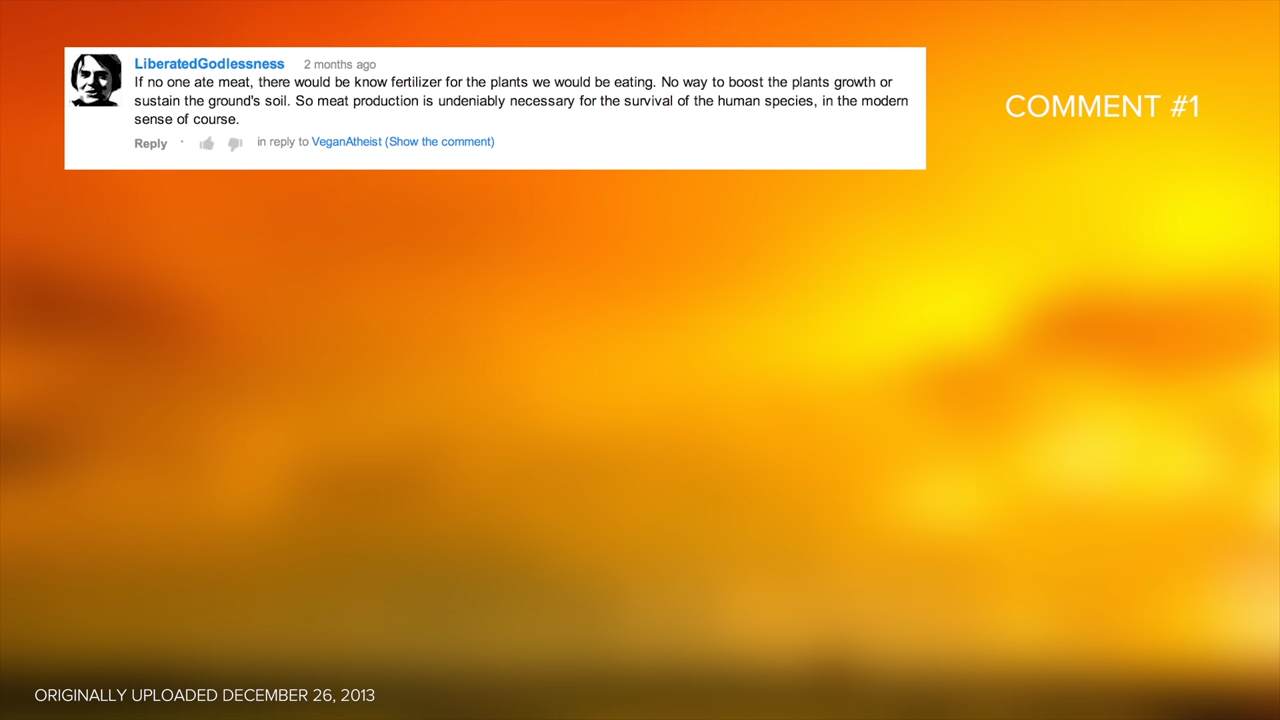 LiberatedGodlessness 2 months ago
If no one ate meat, there would be know fertilizer for the plants we would be eating. No way to boost the plants growth or
sustain the ground's soil. So meat production is undeniably necessary for the survival of the human species, in the modern
sense of course.
Reply · in reply to VeganAtheist (Show the comment)
COMMENT #1
ORIGINALLY UPLOADED DECEMBER 26, 2013